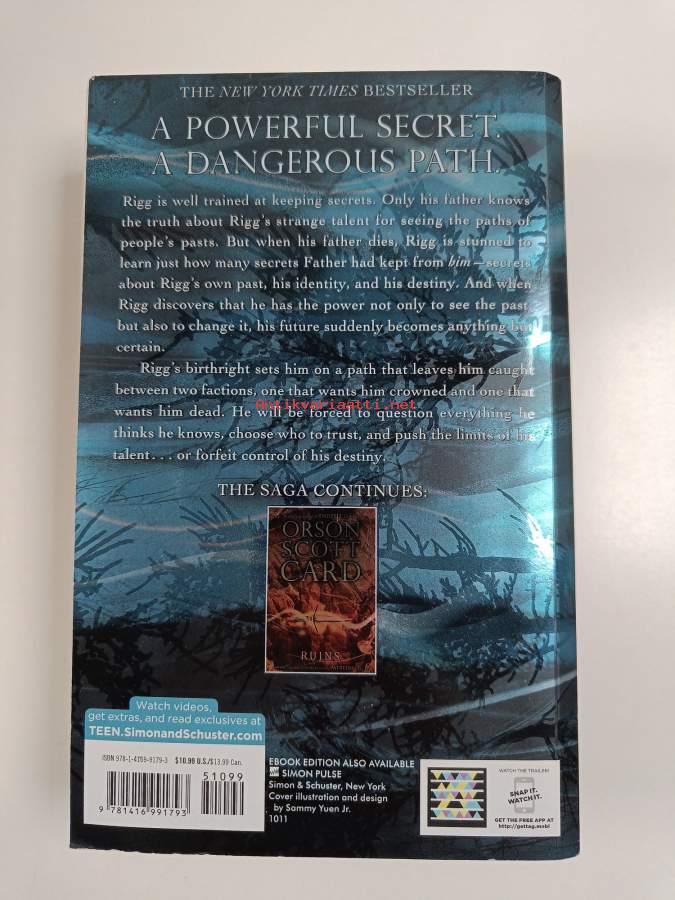 THE NEW YORK TIMES BESTSELLER
A POWERFUL SECRET.
A DANGEROUS PATH.
Rigg is well trained at keeping secrets. Only his father knows
the truth about Rigg's strange talent for seeing the paths of
people's pasts. But when his father dies, Rigg is stunned to
learn just how many secrets Father had kept from him—secrets
about Rigg's own past, his identity, and his destiny. And when
Rigg discovers that he has the power not only to see the past,
but also to change it, his future suddenly becomes anything but
certain.
Rigg's birthright sets him on a path that leaves him caught
between two factions, one that wants him crowned and one that
wants him dead. He will be forced to question everything he
thinks he knows, choose who to trust, and push the limits of his
talent . . . or forfeit control of his destiny.
Antikvariaatti.net
THE SAGA CONTINUES:
ORSON
SCOTT
CARD
RUINS
Watch videos,
get extras, and read exclusives at
TEEN.SimonandSchuster.com
ISBN 978-1-4169-9179-3 $10.99 U.S./$13.99 Can.
51099
9 781416 991793
EBOOK EDITION ALSO AVAILABLE
SIMON PULSE
Simon & Schuster, New York
Cover illustration and design
by Sammy Yuen Jr.
1011
WATCH THE TRAILER!
SNAP IT.
WATCH IT.
GET THE FREE APP AT
http://gettag.mobi